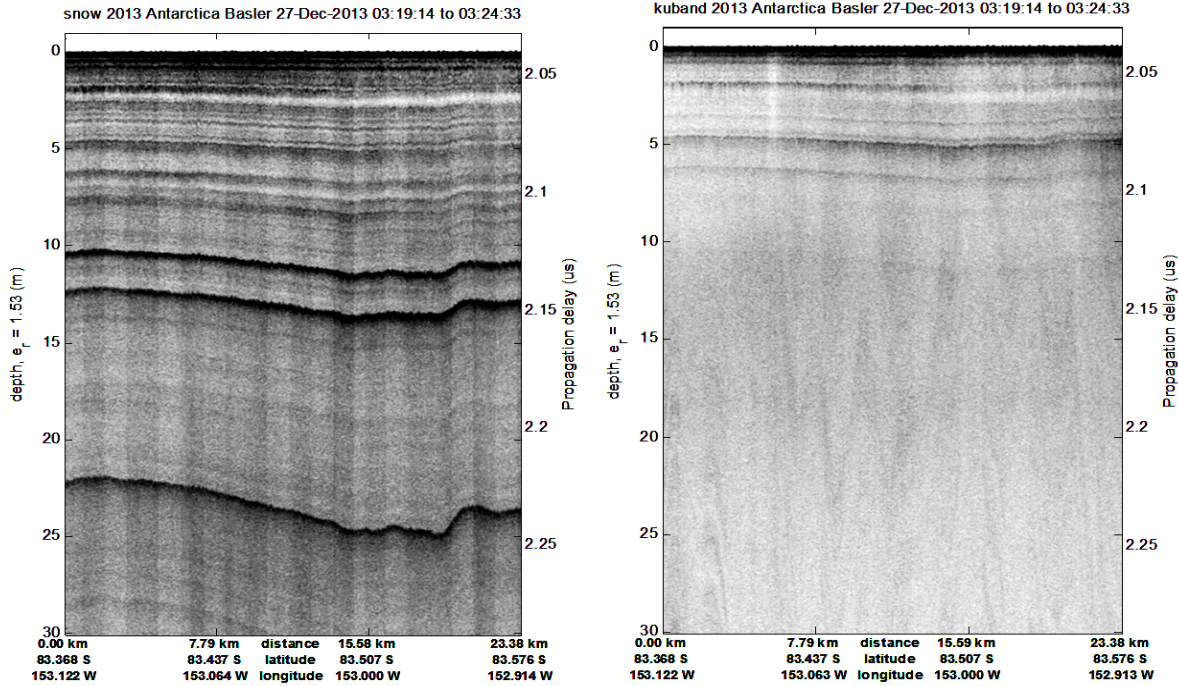 snow 2013 Antarctica Basler 27-Dec-2013 03:19:14 to 03:24:33
0
5
10
15
20
25
30
depth, e_r = 1.53 (m)
2.05
2.1
2.15
2.2
2.25
Propagation delay (us)
0.00 km 7.79 km distance 15.58 km 23.38 km
83.368 S 83.437 S latitude 83.507 S 83.576 S
153.122 W 153.064 W longitude 153.000 W 152.914 W
kuband 2013 Antarctica Basler 27-Dec-2013 03:19:14 to 03:24:33
0
5
10
15
20
25
30
depth, e_r = 1.53 (m)
2.05
2.1
2.15
2.2
2.25
Propagation delay (us)
0.00 km 7.79 km distance 15.59 km 23.38 km
83.368 S 83.437 S latitude 83.507 S 83.576 S
153.122 W 153.063 W longitude 153.000 W 152.913 W